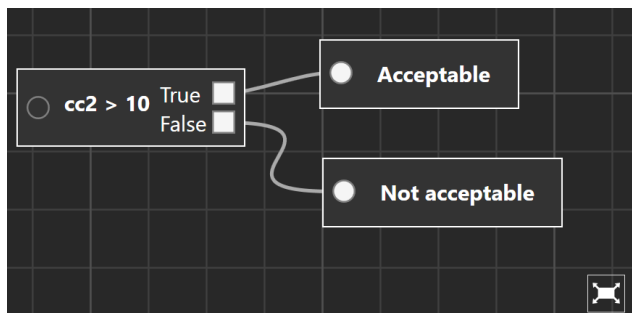 cc2 > 10
True
False
Acceptable
Not acceptable